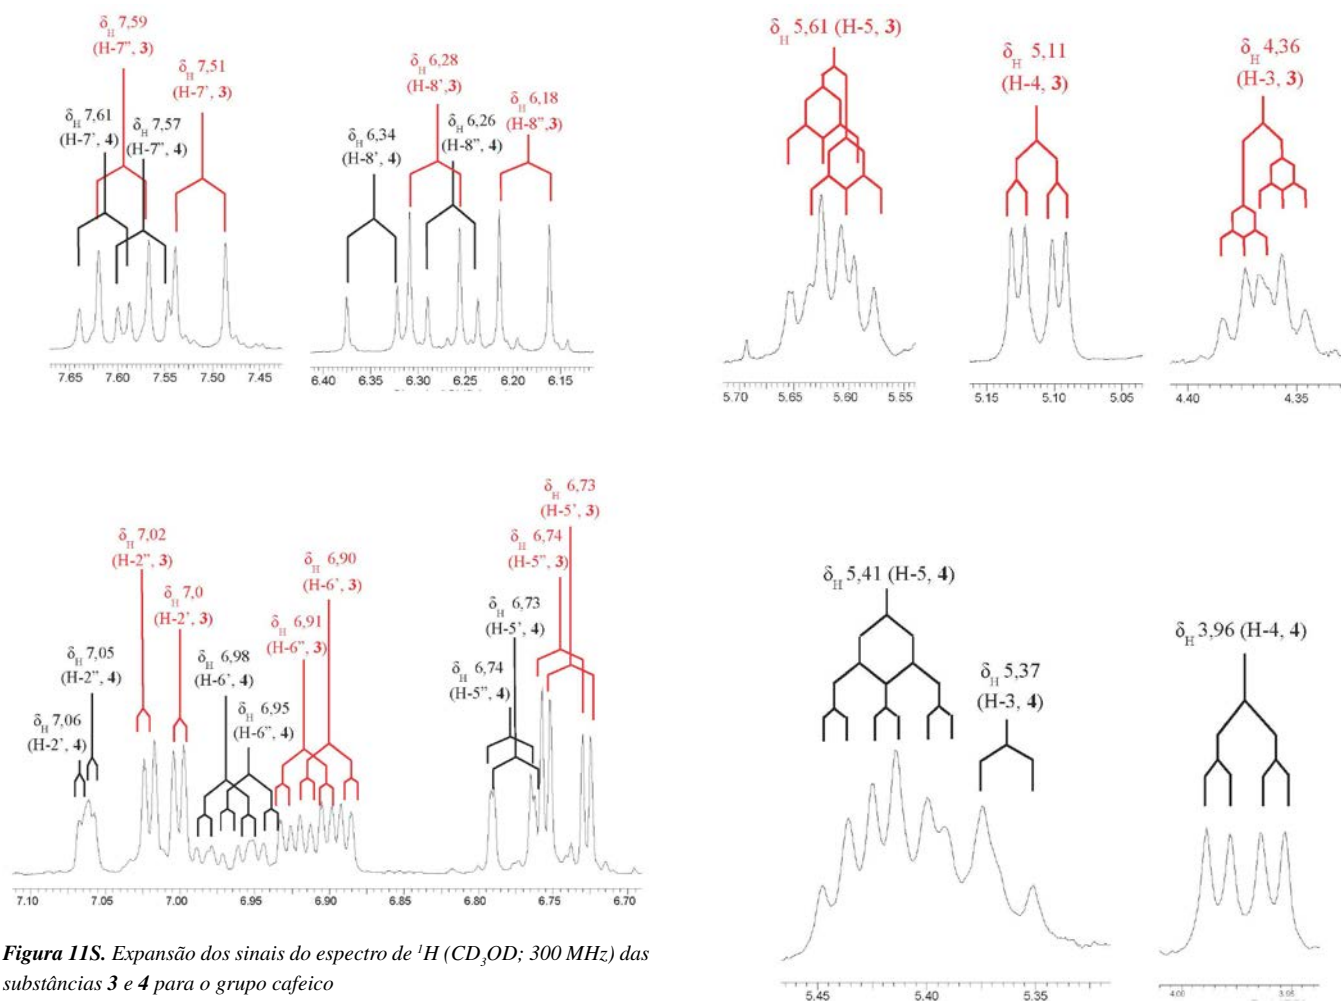 δH 7,59
(H-7”, 3)
δH 7,51
(H-7’, 3)
δH 7,61
(H-7’, 4)
δH 7,57
(H-7”, 4)
7.65 7.60 7.55 7.50 7.45
δH 6,28
(H-8’,3)
δH 6,18
(H-8”,3)
δH 6,34
(H-8’, 4)
δH 6,26
(H-8”, 4)
6.40 6.35 6.30 6.25 6.20 6.15
δH 5,61 (H-5, 3)
5.70 5.65 5.60 5.55
δH 5,11
(H-4, 3)
5.15 5.10 5.05
δH 4,36
(H-3, 3)
4.40 4.35
δH 7,02
(H-2”, 3)
δH 7,0
(H-2’, 3)
δH 6,90
(H-6’, 3)
δH 6,91
(H-6”, 3)
δH 6,73
(H-5’, 3)
δH 6,74
(H-5”, 3)
δH 6,73
(H-5’, 4)
δH 6,74
(H-5”, 4)
δH 7,05
(H-2”, 4)
δH 7,06
(H-2’, 4)
δH 6,98
(H-6’, 4)
δH 6,95
(H-6”, 4)
7.10 7.05 7.00 6.95 6.90 6.85 6.80 6.75 6.70
δH 5,41 (H-5, 4)
δH 5,37
(H-3, 4)
5.45 5.40 5.35
δH 3,96 (H-4, 4)
4.00 3.95
Figura 11S. Expansão dos sinais do espectro de ¹H (CD₃OD; 300 MHz) das
substâncias 3 e 4 para o grupo cafeico